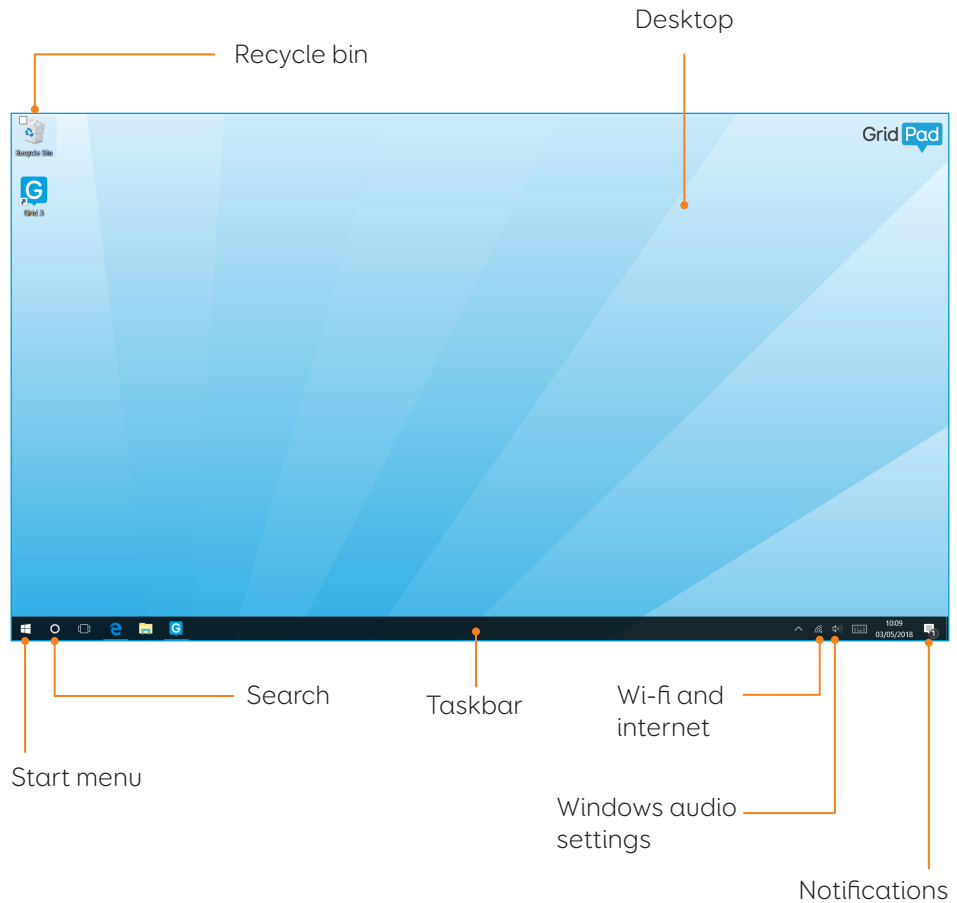 Desktop
Recycle bin
Grid Pad
Recycle Bin
G
Grid 3
e
G
10:09
03/05/2018
1
Search
Taskbar
Wi-fi and
internet
Start menu
Windows audio
settings
Notifications